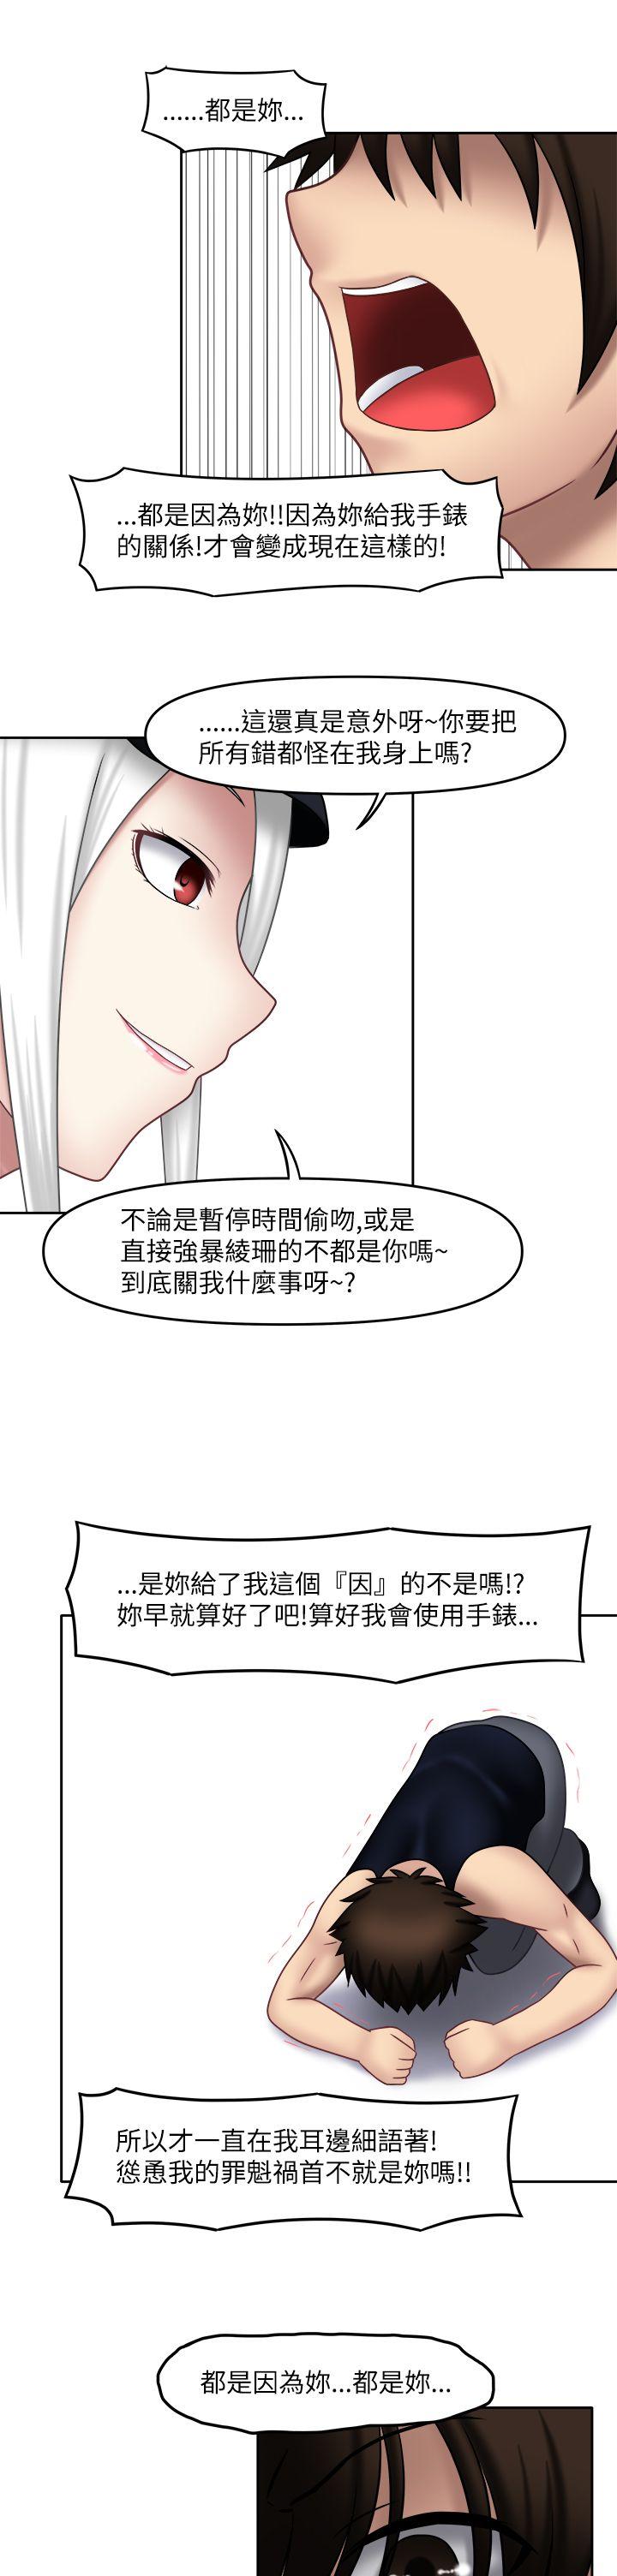 ......都是妳...
...都是因為妳!!因為妳給我手錶
的關係!才會變成現在這樣的!
......這還真是意外呀~你要把
所有錯都怪在我身上嗎?
不論是暫停時間偷吻,或是
直接強暴綾珊的不都是你嗎~
到底關我什麼事呀~?
...是妳給了我這個『因』的不是嗎!?
妳早就算好了吧!算好我會使用手錶...
所以才一直在我耳邊細語著!
慫恿我的罪魁禍首不就是妳嗎!!
都是因為妳...都是妳...